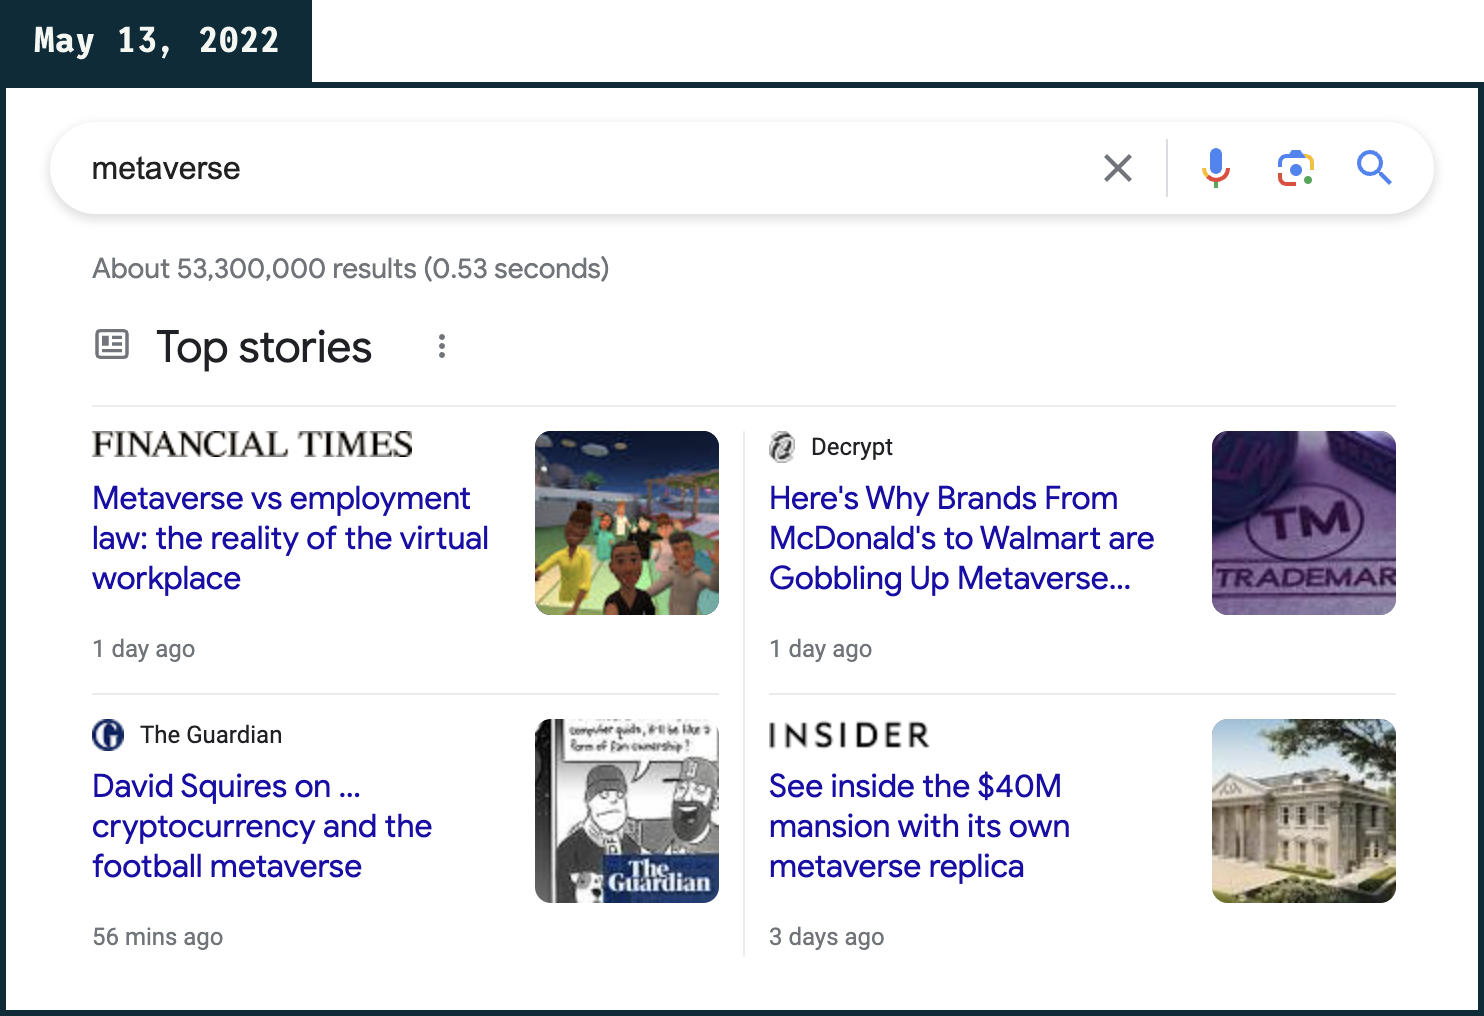 May 13, 2022
metaverse
About 53,300,000 results (0.53 seconds)
Top stories
FINANCIAL TIMES
Metaverse vs employment
law: the reality of the virtual
workplace
1 day ago
Decrypt
Here's Why Brands From
McDonald's to Walmart are
Gobbling Up Metaverse...
TM
TRADEMAR
1 day ago
The Guardian
David Squires on ...
cryptocurrency and the
football metaverse
computer guido, it'll be like a
form of fan ownership?
The
Guardian
56 mins ago
INSIDER
See inside the $40M
mansion with its own
metaverse replica
3 days ago